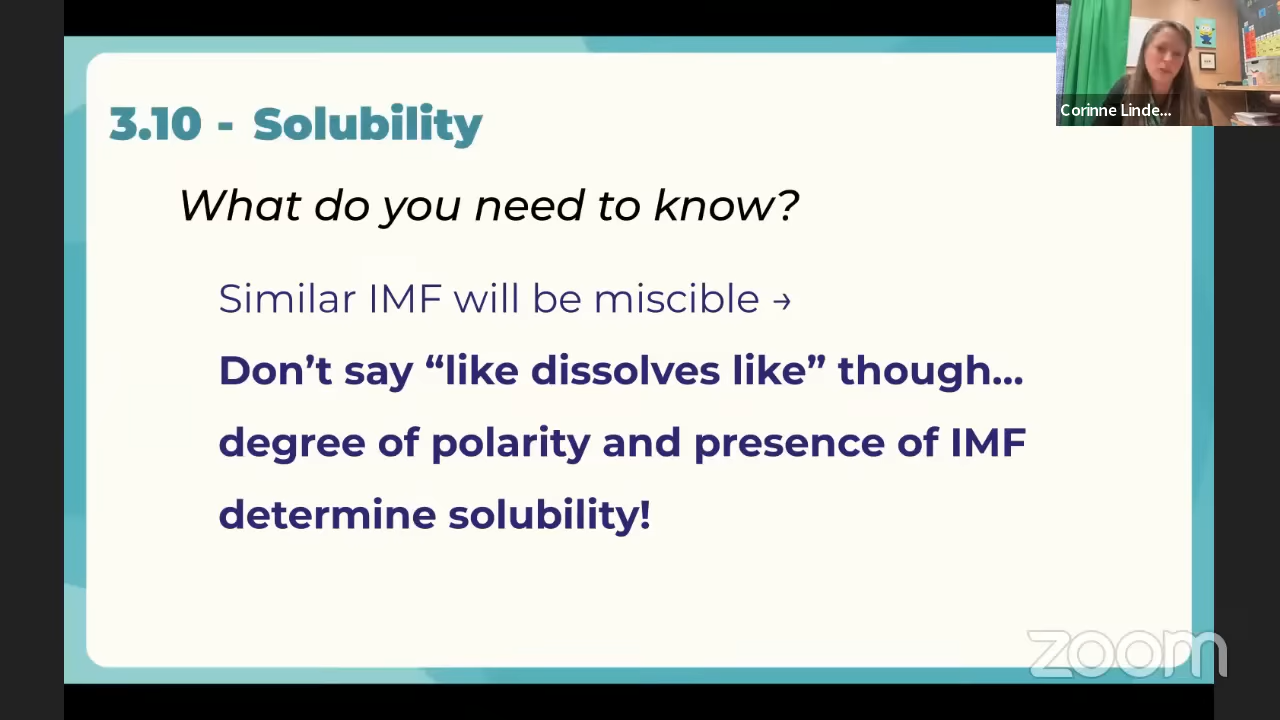 Corinne Linde...
3.10 - Solubility
What do you need to know?
Similar IMF will be miscible →
Don't say “like dissolves like” though...
degree of polarity and presence of IMF
determine solubility!
zoom